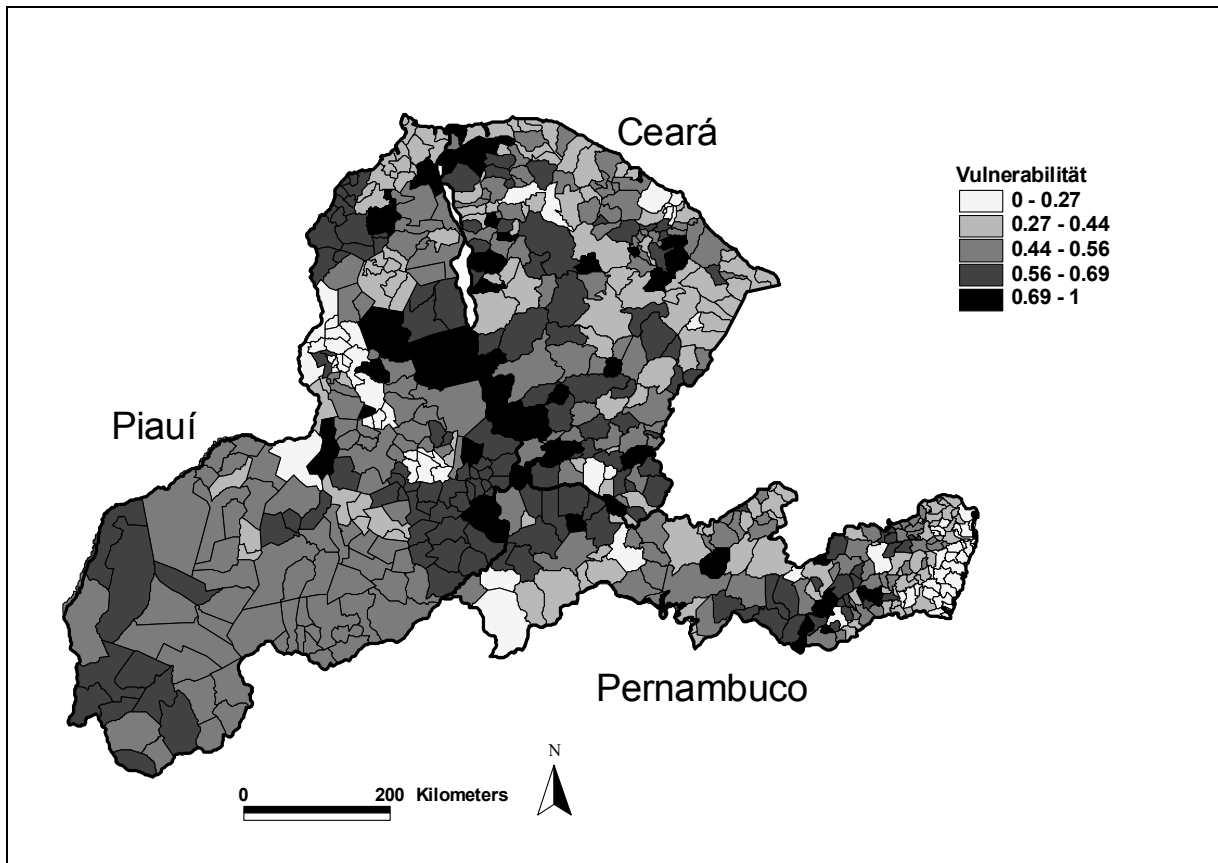 Ceará
Vulnerabilität
0 - 0.27
0.27 - 0.44
0.44 - 0.56
0.56 - 0.69
0.69 - 1
Piauí
Pernambuco
N
0 200 Kilometers